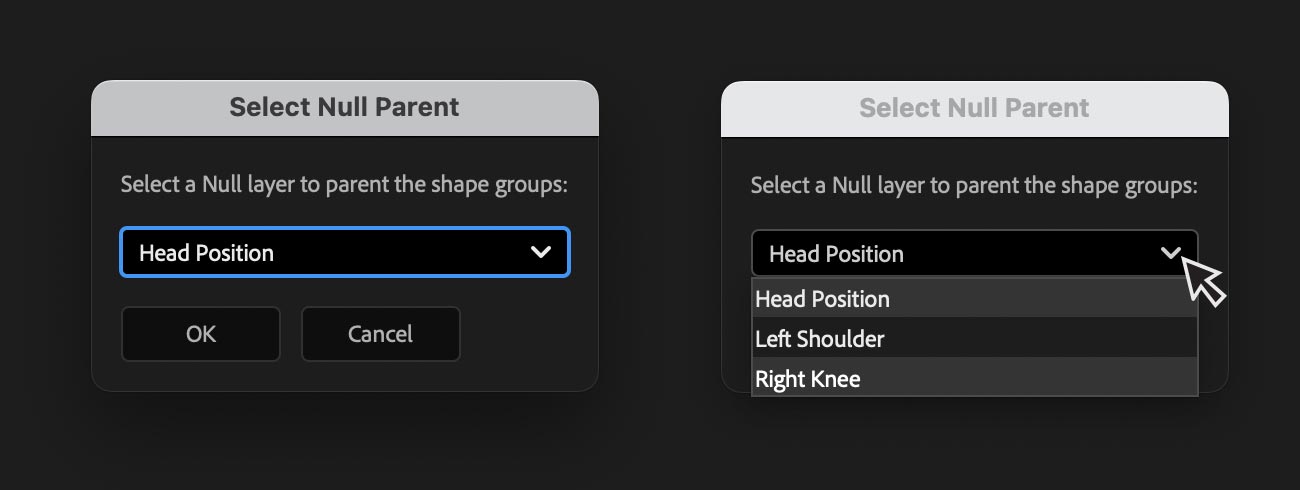 Select Null Parent
Select a Null layer to parent the shape groups:
Head Position
OK
Cancel
Select Null Parent
Select a Null layer to parent the shape groups:
Head Position
Head Position
Left Shoulder
Right Knee